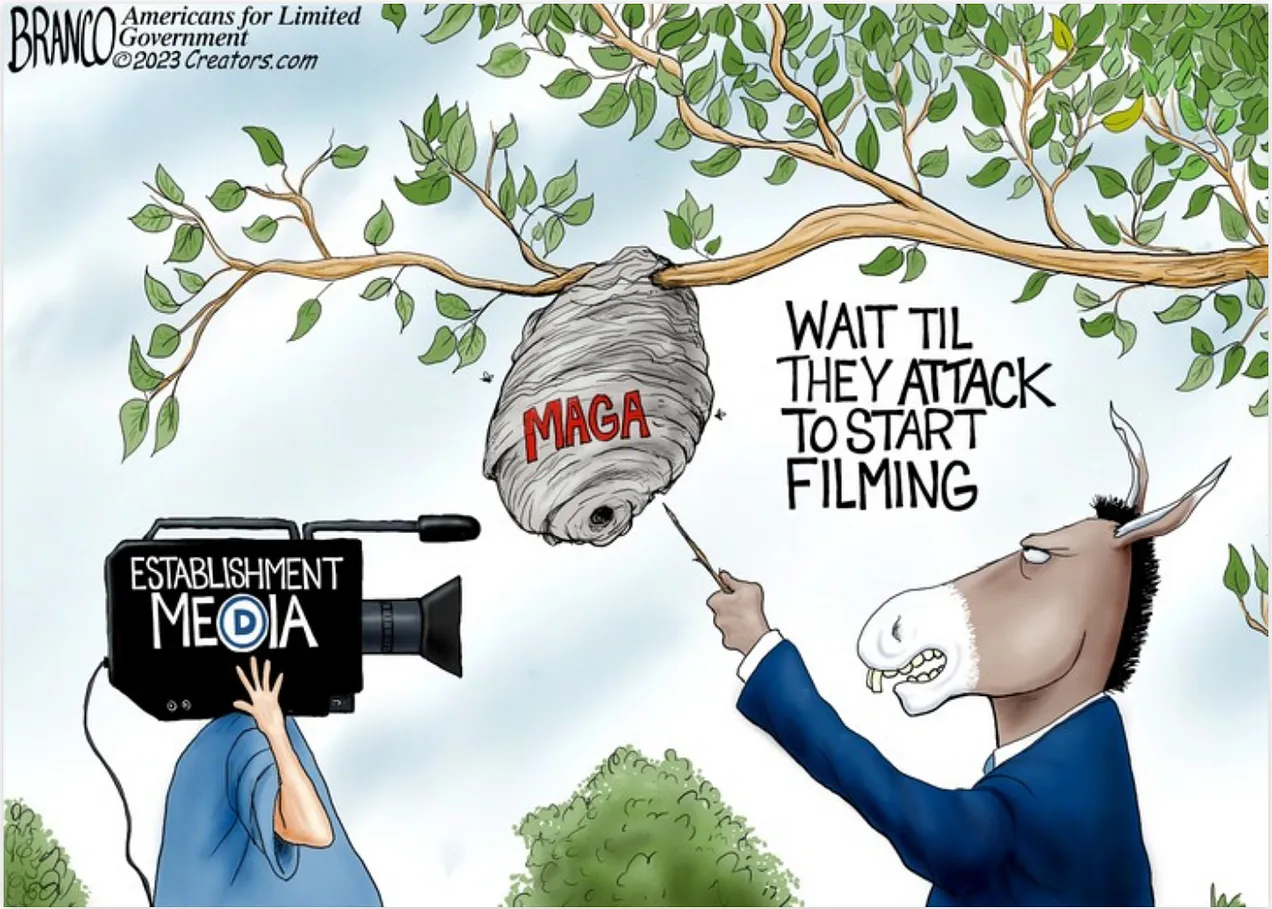 BRANCO
Americans for Limited
Government
©2023 Creators.com
WAIT TIL
THEY ATTACK
TO START
FILMING
MAGA
ESTABLISHMENT
MEDIA